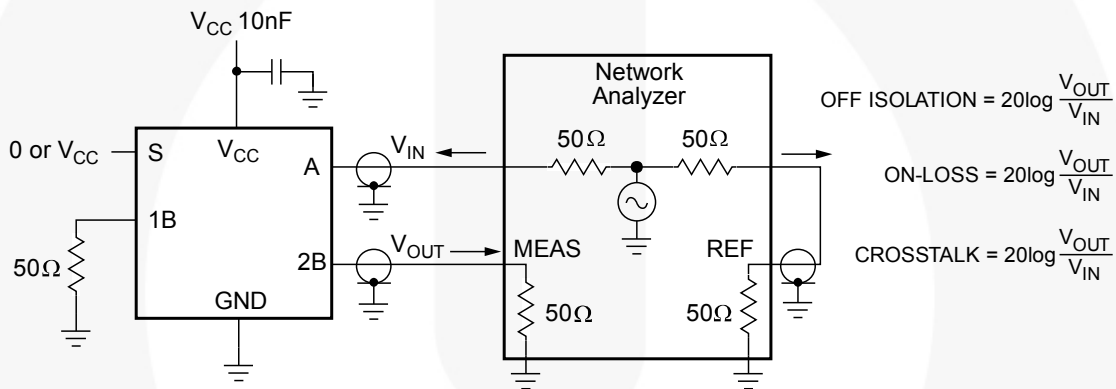 V_CC 10nF
Network
Analyzer
OFF ISOLATION = 20log V_OUT / V_IN
0 or V_CC
S
V_CC
A
V_IN
50Ω
50Ω
ON-LOSS = 20log V_OUT / V_IN
1B
50Ω
2B
V_OUT
MEAS
REF
CROSSTALK = 20log V_OUT / V_IN
GND
50Ω
50Ω